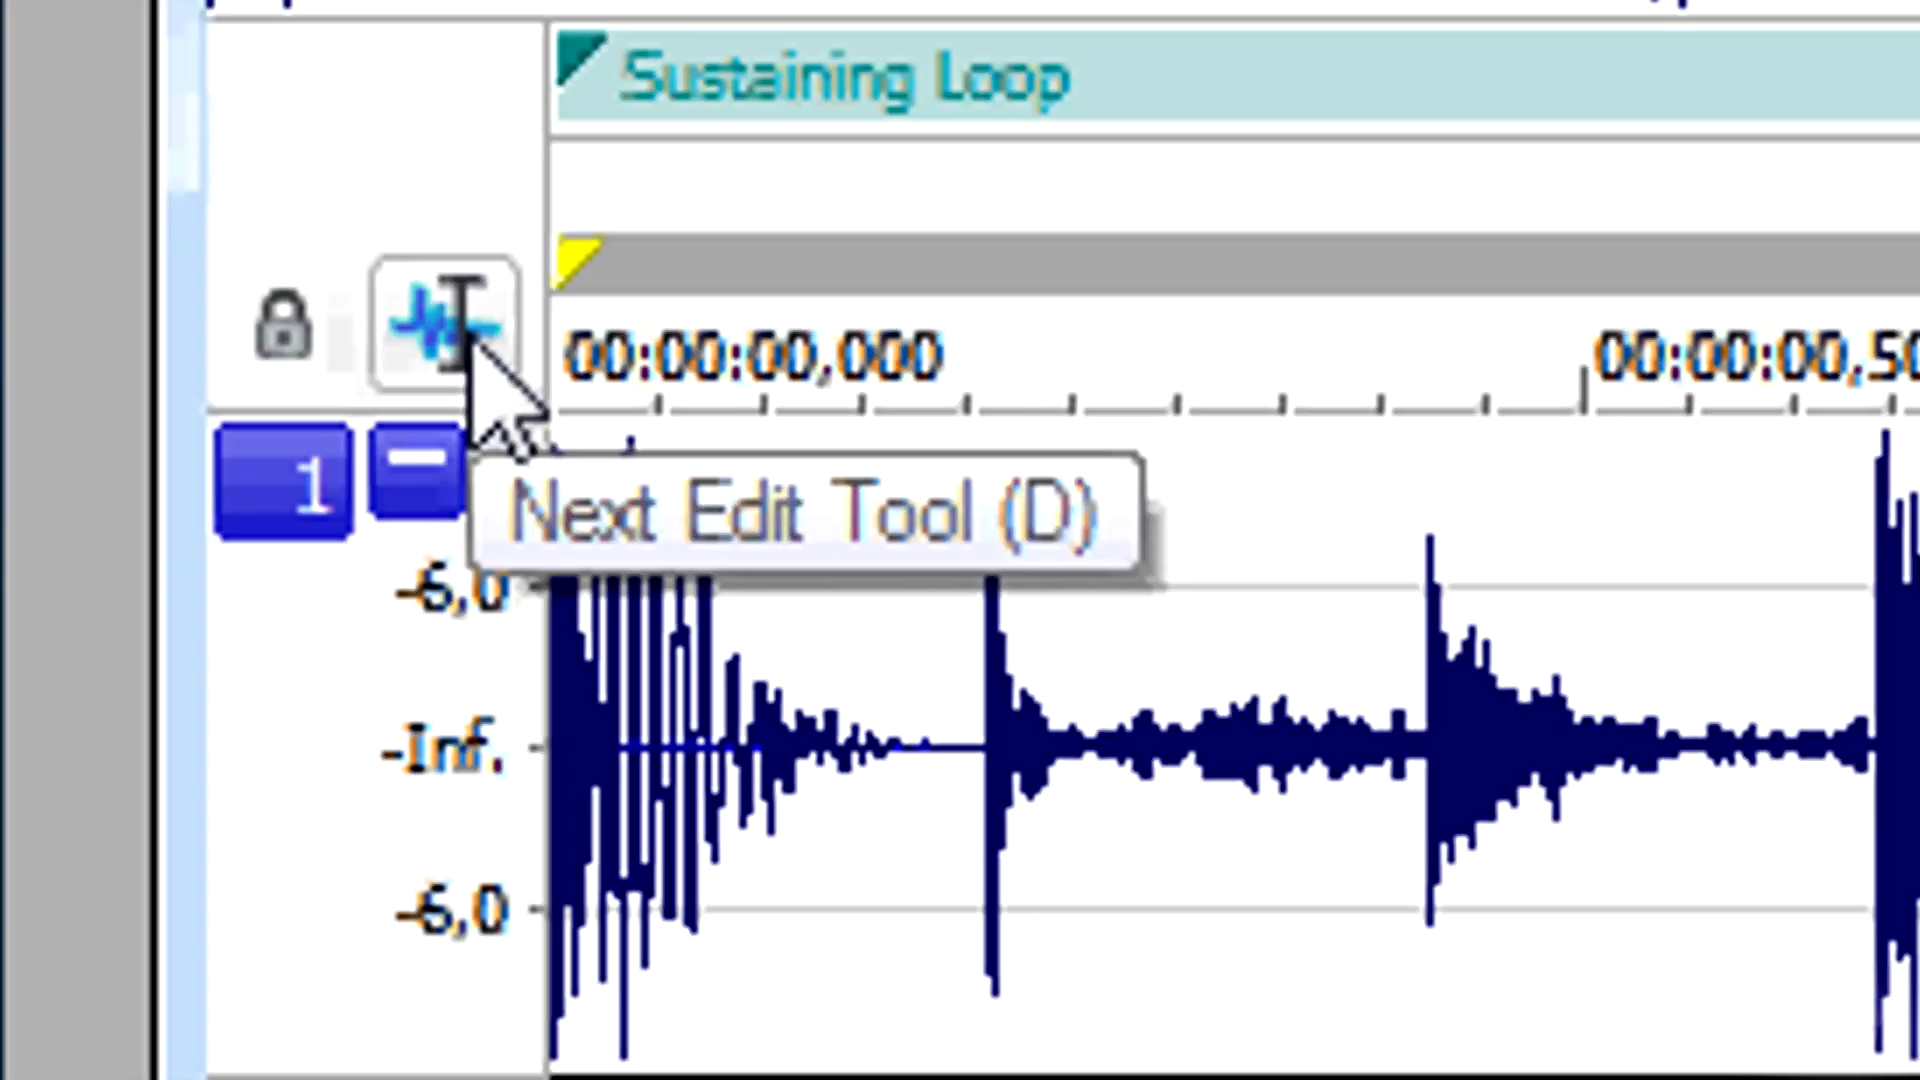 Sustaining Loop
00:00:00,000
00:00:00,50
1
Next Edit Tool (D)
-6,0
-Inf.
-6,0